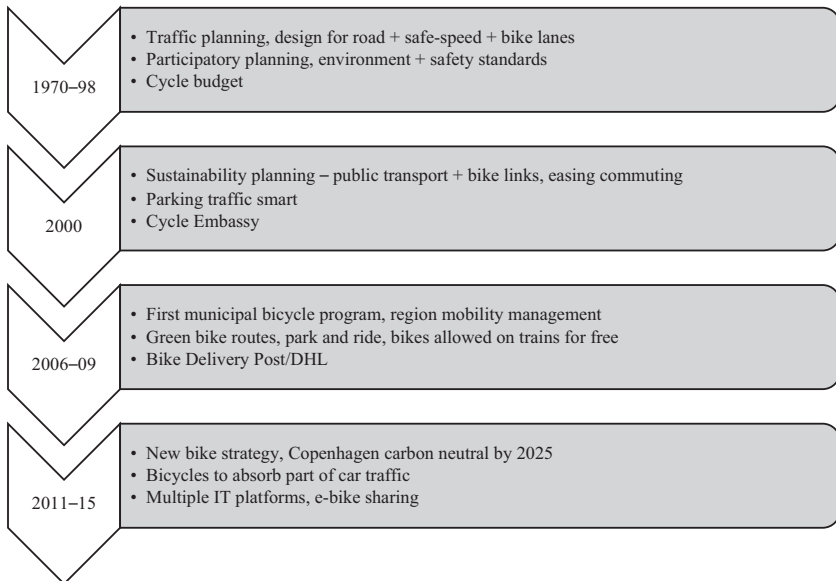 1970–98
• Traffic planning, design for road + safe-speed + bike lanes
• Participatory planning, environment + safety standards
• Cycle budget
2000
• Sustainability planning – public transport + bike links, easing commuting
• Parking traffic smart
• Cycle Embassy
2006–09
• First municipal bicycle program, region mobility management
• Green bike routes, park and ride, bikes allowed on trains for free
• Bike Delivery Post/DHL
2011–15
• New bike strategy, Copenhagen carbon neutral by 2025
• Bicycles to absorb part of car traffic
• Multiple IT platforms, e-bike sharing